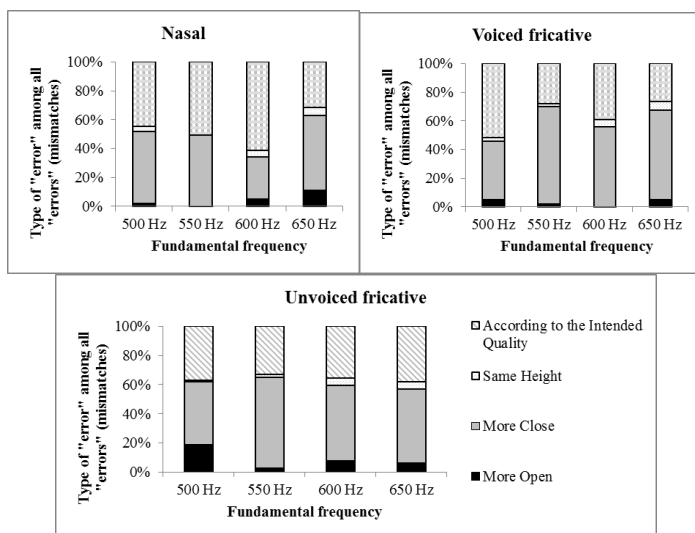 Nasal
Type of "error" among all
"errors" (mismatches)
100%
80%
60%
40%
20%
0%
500 Hz 550 Hz 600 Hz 650 Hz
Fundamental frequency
Voiced fricative
Type of "error" among all
"errors" (mismatches)
100%
80%
60%
40%
20%
0%
500 Hz 550 Hz 600 Hz 650 Hz
Fundamental frequency
Unvoiced fricative
Type of "error" among all
"errors" (mismatches)
100%
80%
60%
40%
20%
0%
500 Hz 550 Hz 600 Hz 650 Hz
Fundamental frequency
According to the Intended
Quality
Same Height
More Close
More Open